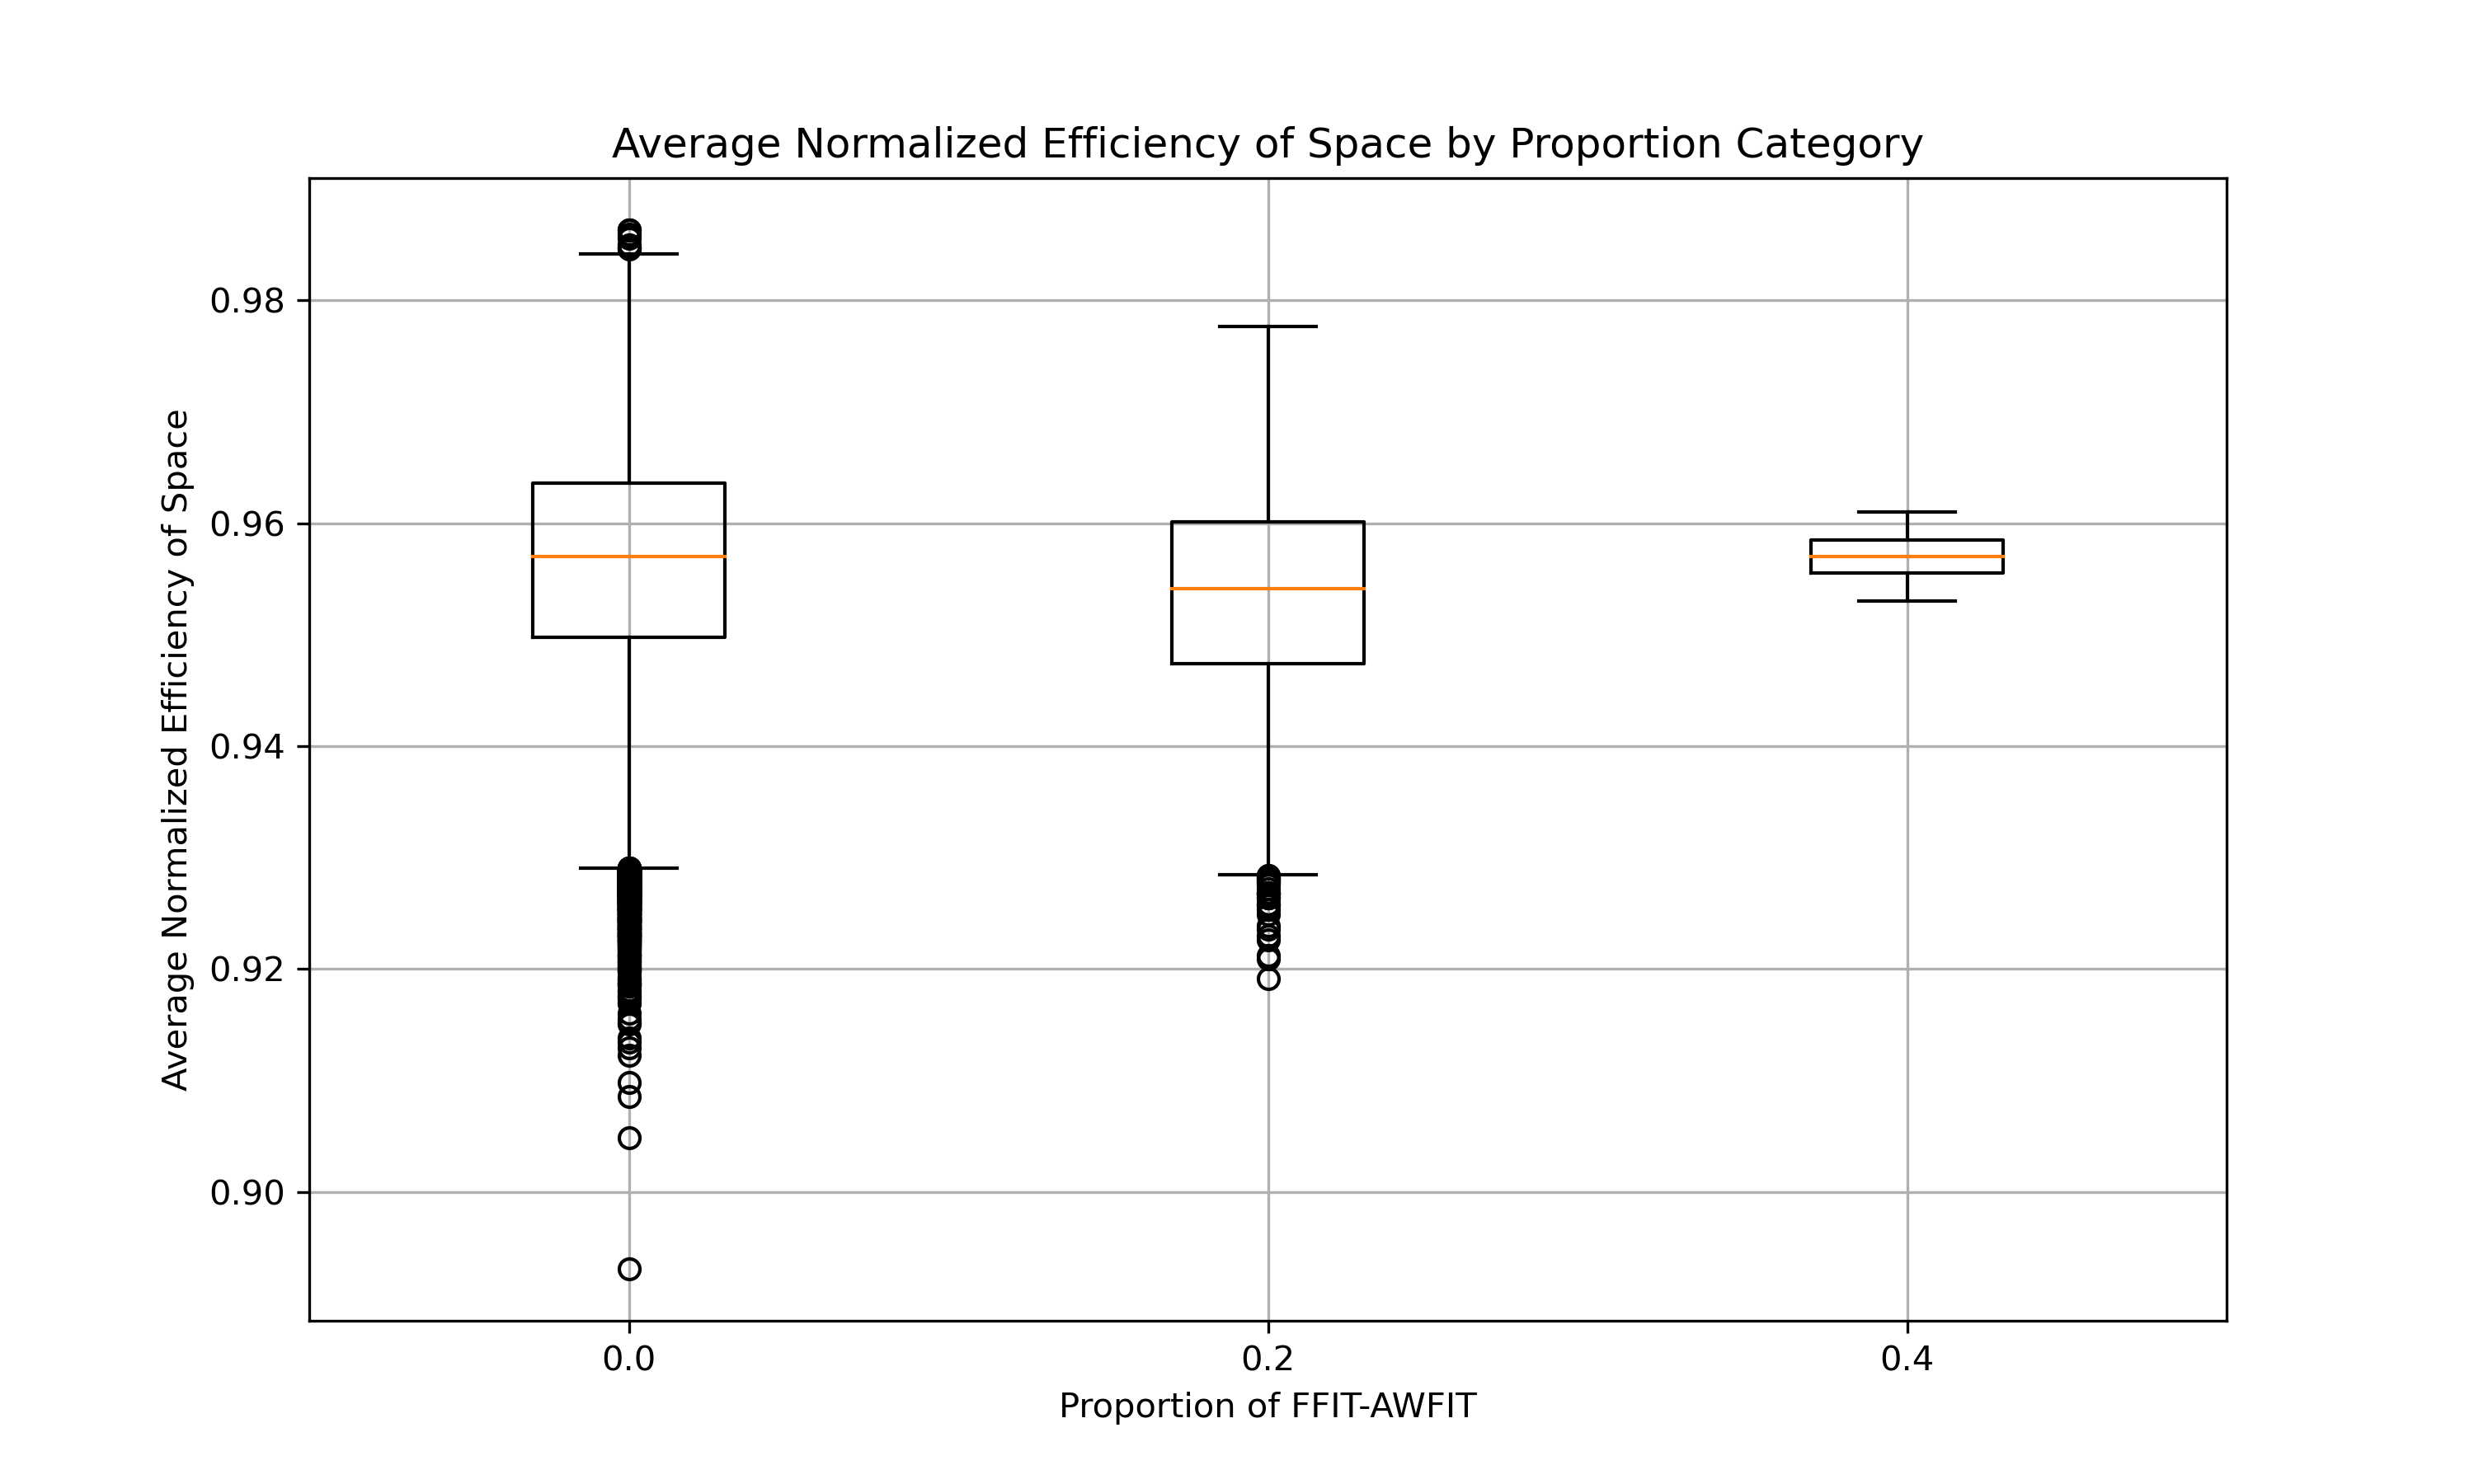 Average Normalized Efficiency of Space by Proportion Category
Average Normalized Efficiency of Space
0.98
0.96
0.94
0.92
0.90
0.0
0.2
0.4
Proportion of FFIT-AWFIT